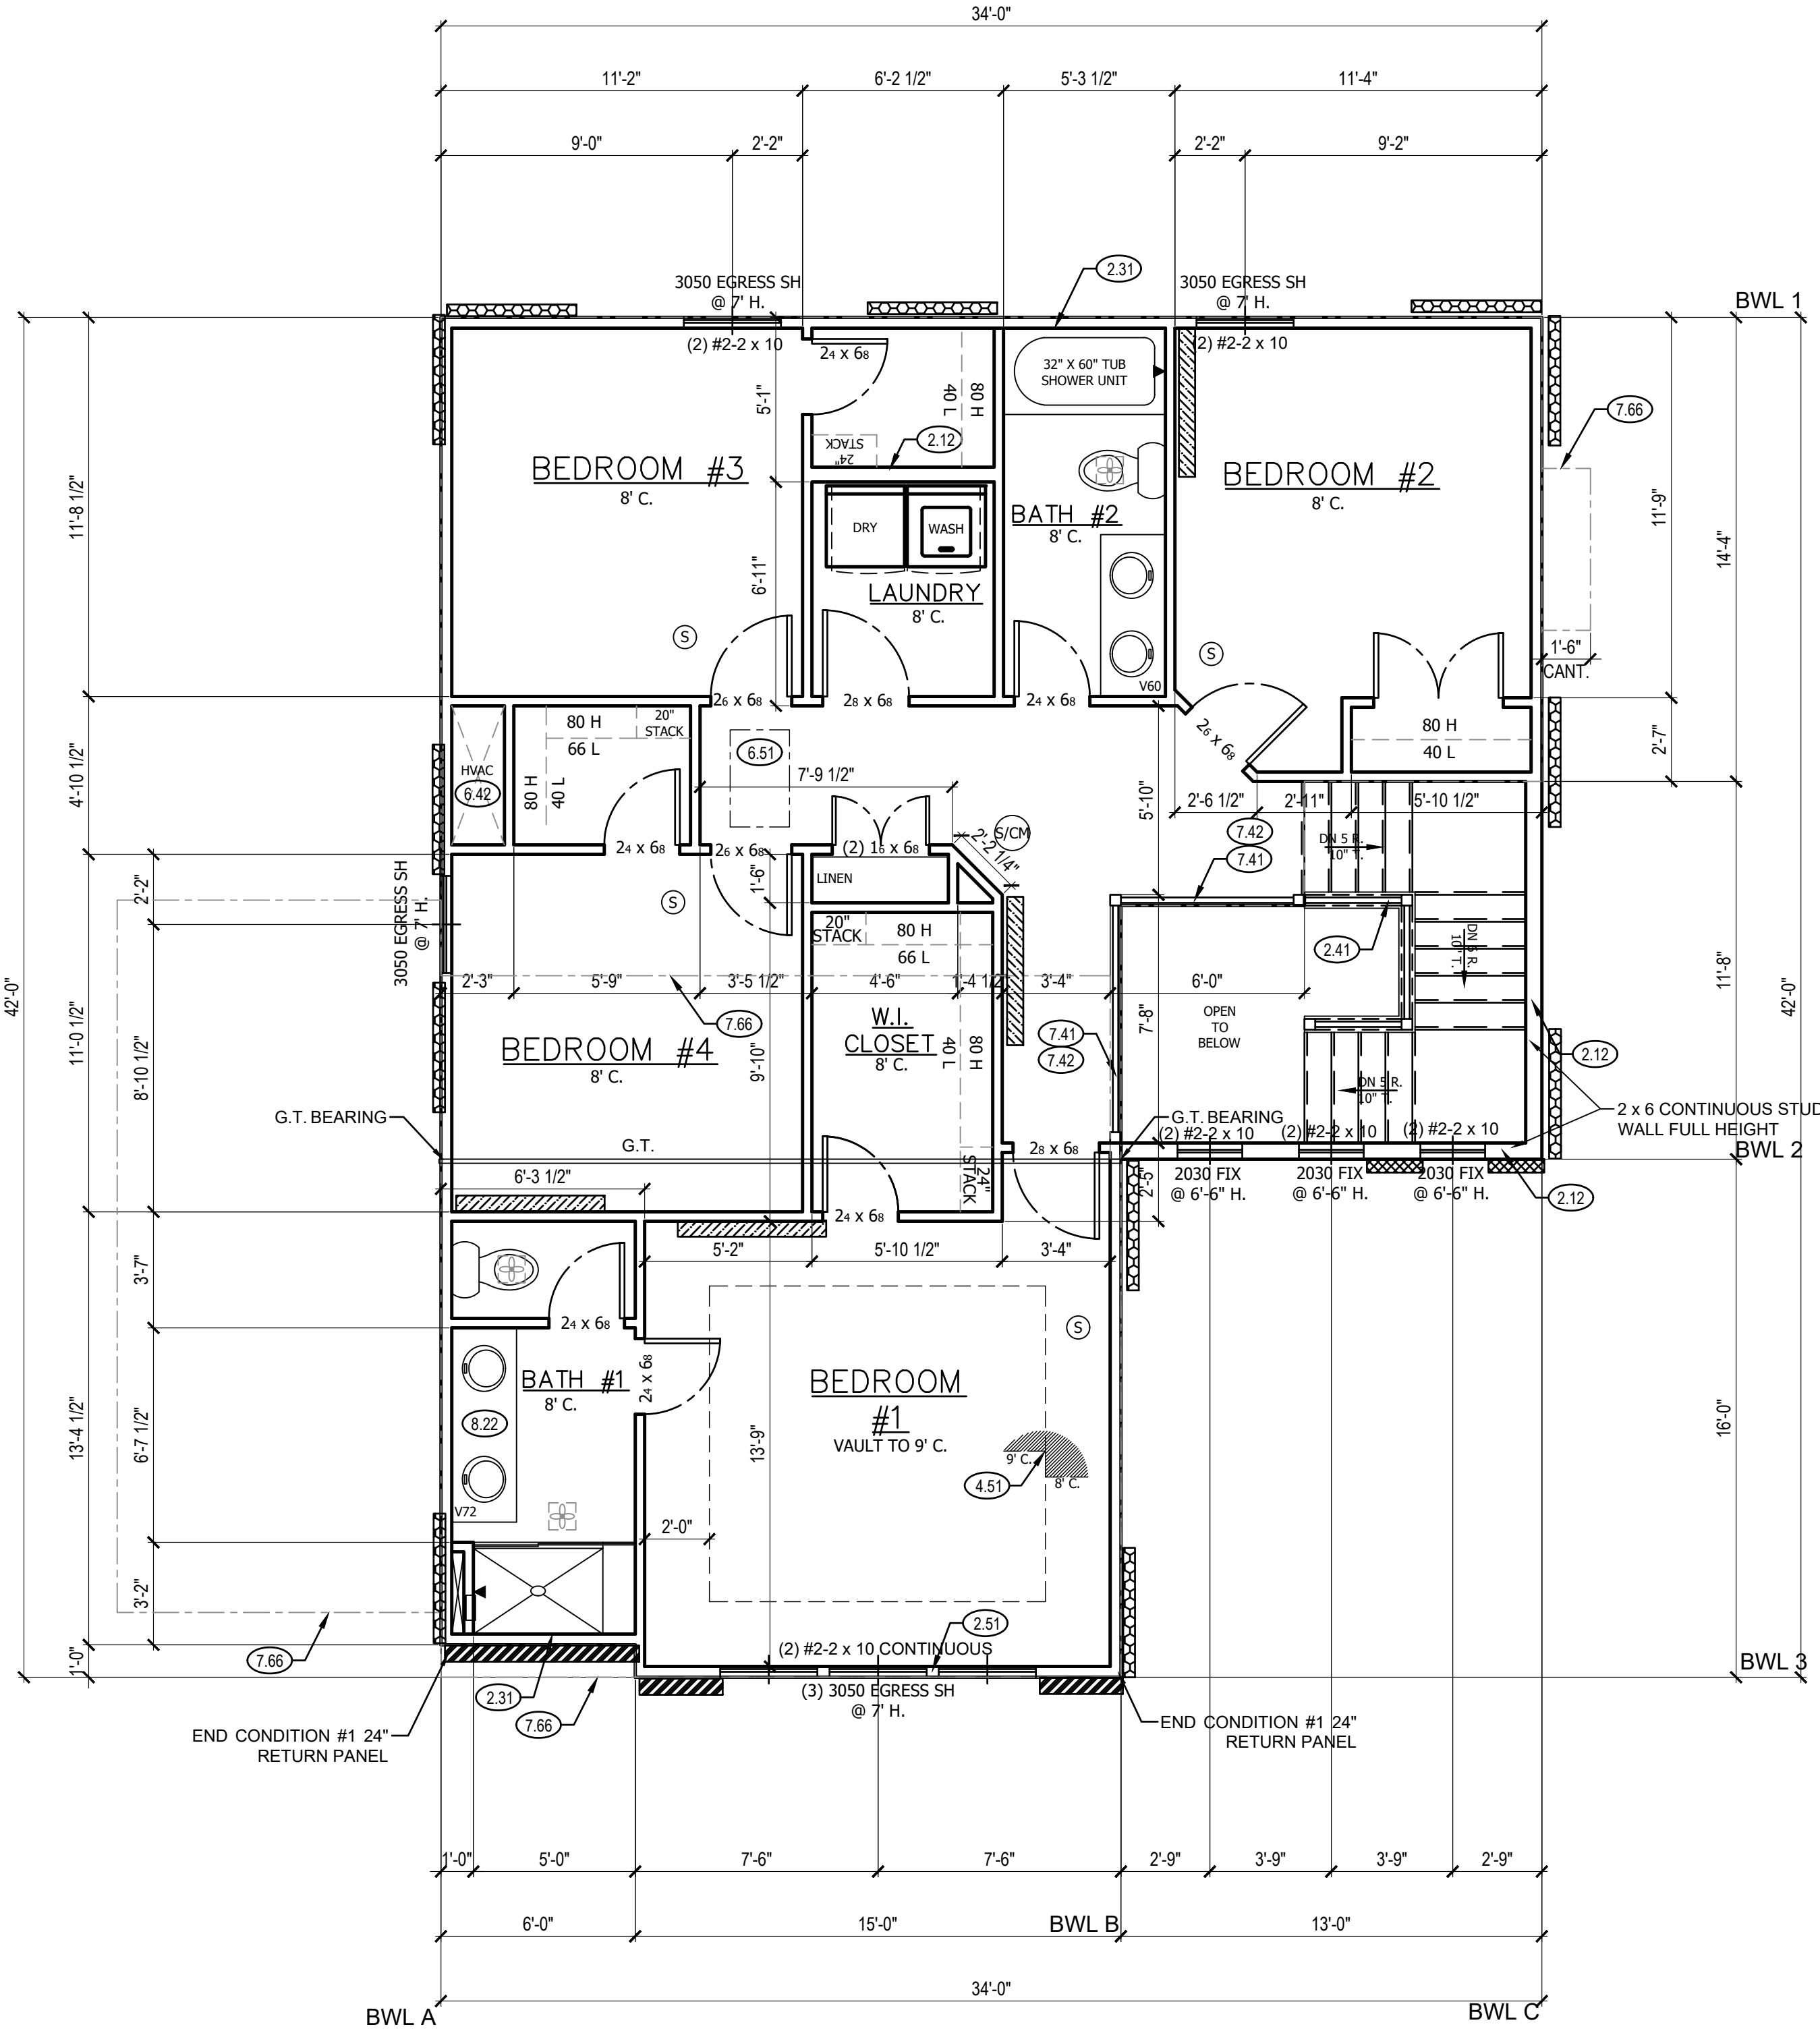 34'-0"
11'-2"
6'-2 1/2"
5'-3 1/2"
11'-4"
9'-0"
2'-2"
2'-2"
9'-2"
2.31
3050 EGRESS SH
@ 7' H.
3050 EGRESS SH
@ 7' H.
BWL 1
(2) #2-2 x 10
24 x 68
32" X 60" TUB
SHOWER UNIT
(2) #2-2 x 10
5'-1"
40 L
80 H
7.66
24"
STACK
2.12
BEDROOM #3
8' C.
BEDROOM #2
8' C.
11'-8 1/2"
11'-9"
14'-4"
DRY
WASH
BATH #2
8' C.
6'-11"
LAUNDRY
8' C.
S
S
1'-6"
CANT.
V60
26 x 68
28 x 68
24 x 68
26 x 68
80 H
66 L
20"
STACK
80 H
40 L
2'-7"
6.51
HVAC
6.42
80 H
40 L
7'-9 1/2"
4'-10 1/2"
5'-10"
2'-6 1/2"
2'-11"
5'-10 1/2"
7.42
7.41
DN 5 R.
10" T.
S/CM
2'-2 1/4"
24 x 68
26 x 68
(2) 16 x 68
LINEN
1'-6"
2'-2"
3050 EGRESS SH
@ 7' H.
S
20"
STACK
80 H
66 L
2.41
DN 5 R.
10" T.
42'-0"
2'-3"
5'-9"
3'-5 1/2"
4'-6"
1'-4 1/2"
3'-4"
6'-0"
11'-8"
42'-0"
7.66
W.I.
CLOSET
8' C.
40 L
80 H
7.41
7.42
7'-8"
OPEN
TO
BELOW
11'-0 1/2"
8'-10 1/2"
BEDROOM #4
8' C.
9'-10"
2.12
DN 5 R.
10" T.
G.T. BEARING
G.T. BEARING
2 x 6 CONTINUOUS STUD
WALL FULL HEIGHT
G.T.
28 x 68
(2) #2-2 x 10
(2) #2-2 x 10
(2) #2-2 x 10
BWL 2
24"
STACK
2'-5"
2030 FIX
@ 6'-6" H.
2030 FIX
@ 6'-6" H.
2030 FIX
@ 6'-6" H.
2.12
6'-3 1/2"
24 x 68
5'-2"
5'-10 1/2"
3'-4"
3'-7"
24 x 68
S
24 x 68
BATH #1
8' C.
BEDROOM
#1
VAULT TO 9' C.
8.22
13'-4 1/2"
6'-7 1/2"
13'-9"
16'-0"
9' C.
8' C.
4.51
V72
2'-0"
3'-2"
2.51
7.66
(2) #2-2 x 10 CONTINUOUS
1'-0"
BWL 3
2.31
(3) 3050 EGRESS SH
@ 7' H.
7.66
END CONDITION #1 24"
RETURN PANEL
END CONDITION #1 24"
RETURN PANEL
1'-0"
5'-0"
7'-6"
7'-6"
2'-9"
3'-9"
3'-9"
2'-9"
6'-0"
15'-0"
BWL B
13'-0"
34'-0"
BWL A
BWL C